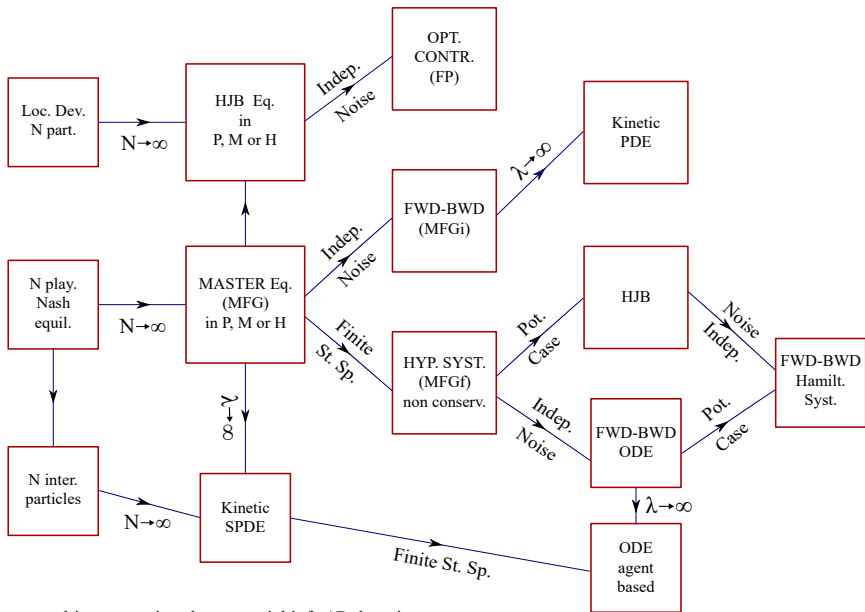 OPT.
CONTR.
(FP)
Indep.
Noise
Loc. Dev.
N part.
N→∞
HJB Eq.
in
P, M or H
Kinetic
PDE
λ→∞
FWD-BWD
(MFGi)
Indep.
Noise
N play.
Nash
equil.
N→∞
MASTER Eq.
(MFG)
in P, M or H
HJB
Noise
Indep.
Finite
St. Sp.
Pot.
Case
HYP. SYST.
(MFGf)
non conserv.
FWD-BWD
Hamilt.
Syst.
λ→∞
Indep.
Noise
FWD-BWD
ODE
Pot.
Case
N inter.
particles
N→∞
Kinetic
SPDE
λ→∞
Finite St. Sp.
ODE
agent
based